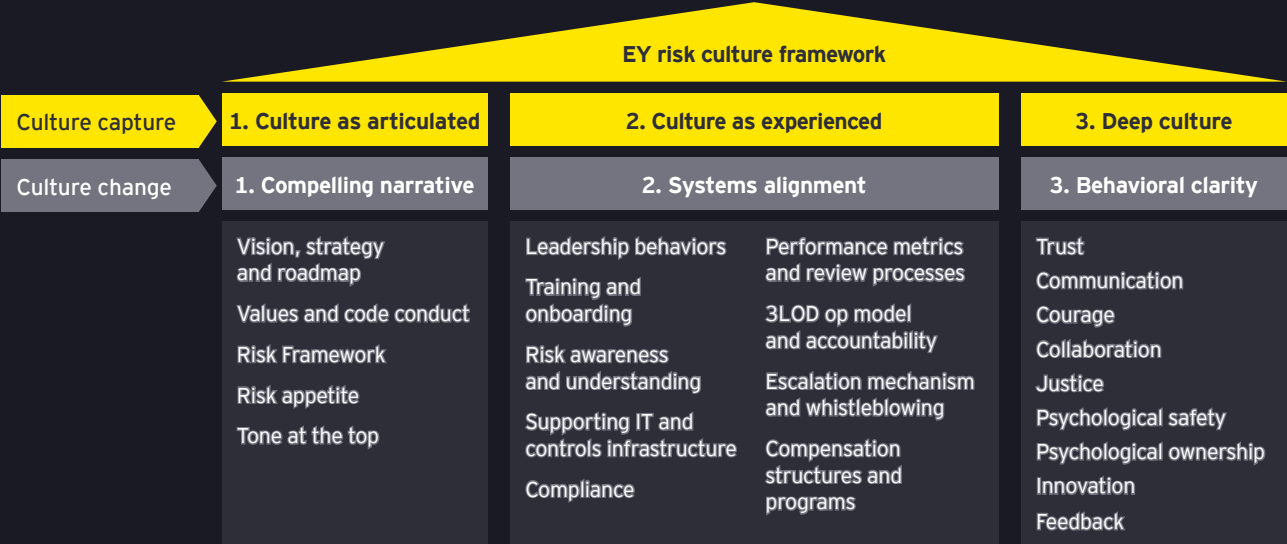 EY risk culture framework
Culture capture
1. Culture as articulated
2. Culture as experienced
3. Deep culture
Culture change
1. Compelling narrative
2. Systems alignment
3. Behavioral clarity
Vision, strategy
and roadmap
Values and code conduct
Risk Framework
Risk appetite
Tone at the top
Leadership behaviors
Training and
onboarding
Risk awareness
and understanding
Supporting IT and
controls infrastructure
Compliance
Performance metrics
and review processes
3LOD op model
and accountability
Escalation mechanism
and whistleblowing
Compensation
structures and
programs
Trust
Communication
Courage
Collaboration
Justice
Psychological safety
Psychological ownership
Innovation
Feedback